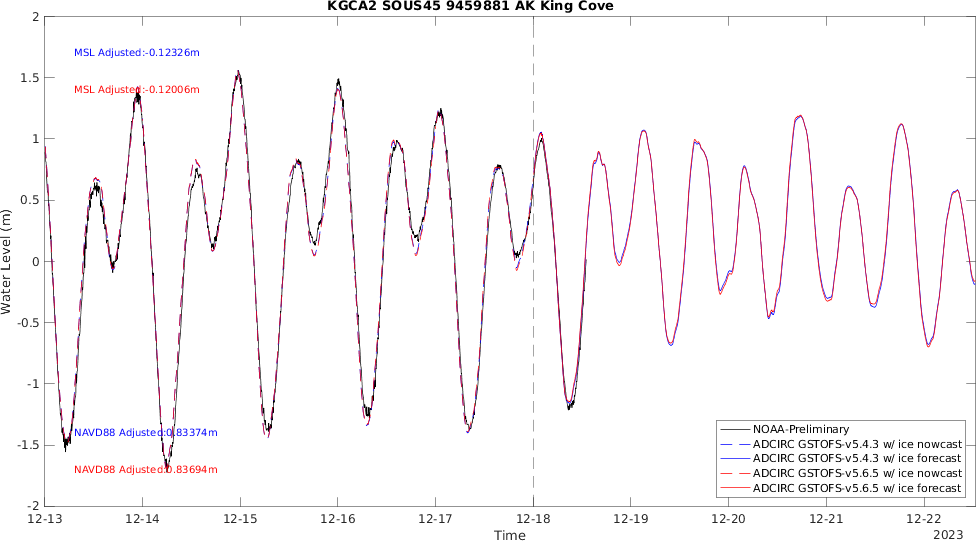 KGCA2 SOUS45 9459881 AK King Cove
2
1.5
1
0.5
0
-0.5
-1
-1.5
-2
Water Level (m)
MSL Adjusted:-0.12326m
MSL Adjusted:-0.12006m
NAVD88 Adjusted:0.83374m
NAVD88 Adjusted:0.83694m
NOAA-Preliminary
ADCIRC GSTOFS-v5.4.3 w/ ice nowcast
ADCIRC GSTOFS-v5.4.3 w/ ice forecast
ADCIRC GSTOFS-v5.6.5 w/ ice nowcast
ADCIRC GSTOFS-v5.6.5 w/ ice forecast
12-13 12-14 12-15 12-16 12-17 12-18 12-19 12-20 12-21 12-22
Time
2023